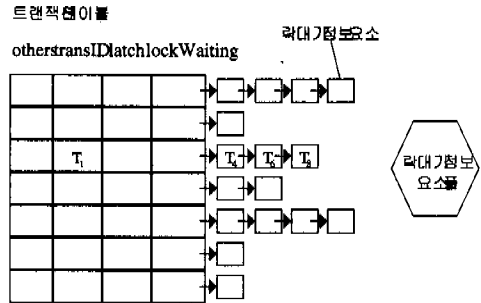 트랜잭션테이블
락대기정보요소
otherstransIDlatchlockWaiting
T₁ T₄ T₆ T₈
락대기정보
요소풀